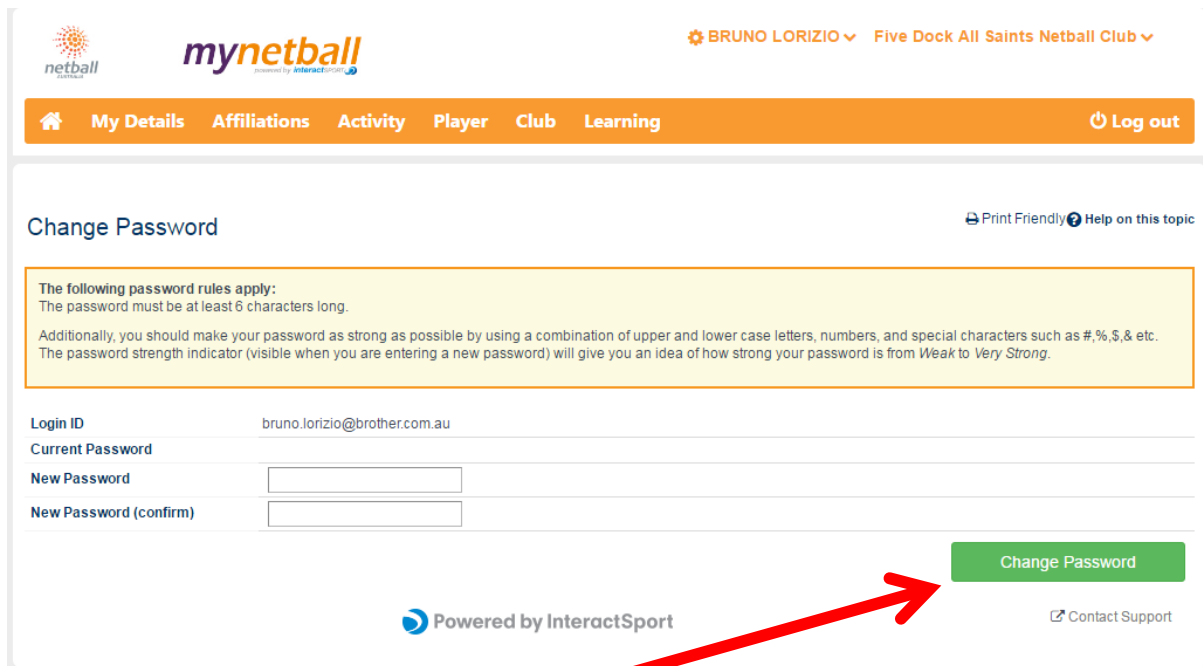 netball
AUSTRALIA
mynetball
powered by interactSPORT
BRUNO LORIZIO Five Dock All Saints Netball Club
My Details Affiliations Activity Player Club Learning Log out
Change Password
Print Friendly Help on this topic
The following password rules apply:
The password must be at least 6 characters long.
Additionally, you should make your password as strong as possible by using a combination of upper and lower case letters, numbers, and special characters such as #,%,$,& etc.
The password strength indicator (visible when you are entering a new password) will give you an idea of how strong your password is from Weak to Very Strong.
Login ID bruno.lorizio@brother.com.au
Current Password
New Password
New Password (confirm)
Change Password
Powered by InteractSport
Contact Support